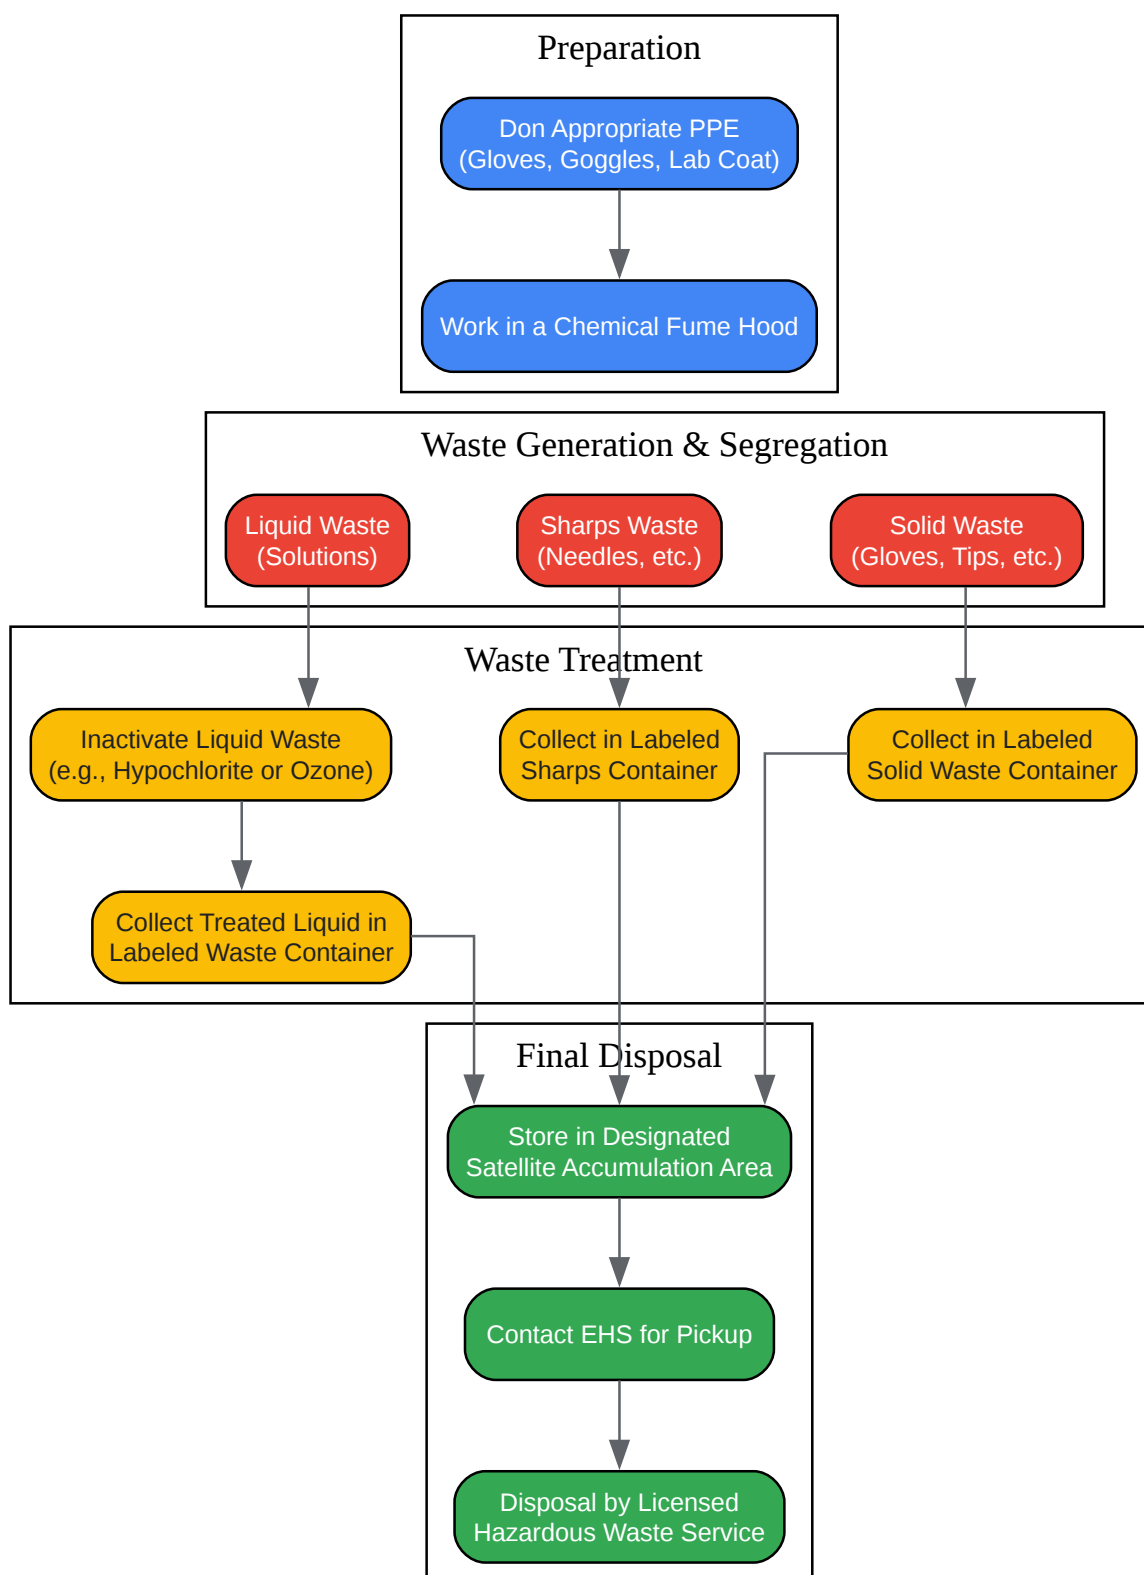 Preparation
Don Appropriate PPE
(Gloves, Goggles, Lab Coat)
Work in a Chemical Fume Hood
Waste Generation & Segregation
Liquid Waste
(Solutions)
Sharps Waste
(Needles, etc.)
Solid Waste
(Gloves, Tips, etc.)
Waste Treatment
Inactivate Liquid Waste
(e.g., Hypochlorite or Ozone)
Collect in Labeled
Sharps Container
Collect in Labeled
Solid Waste Container
Collect Treated Liquid in
Labeled Waste Container
Final Disposal
Store in Designated
Satellite Accumulation Area
Contact EHS for Pickup
Disposal by Licensed
Hazardous Waste Service